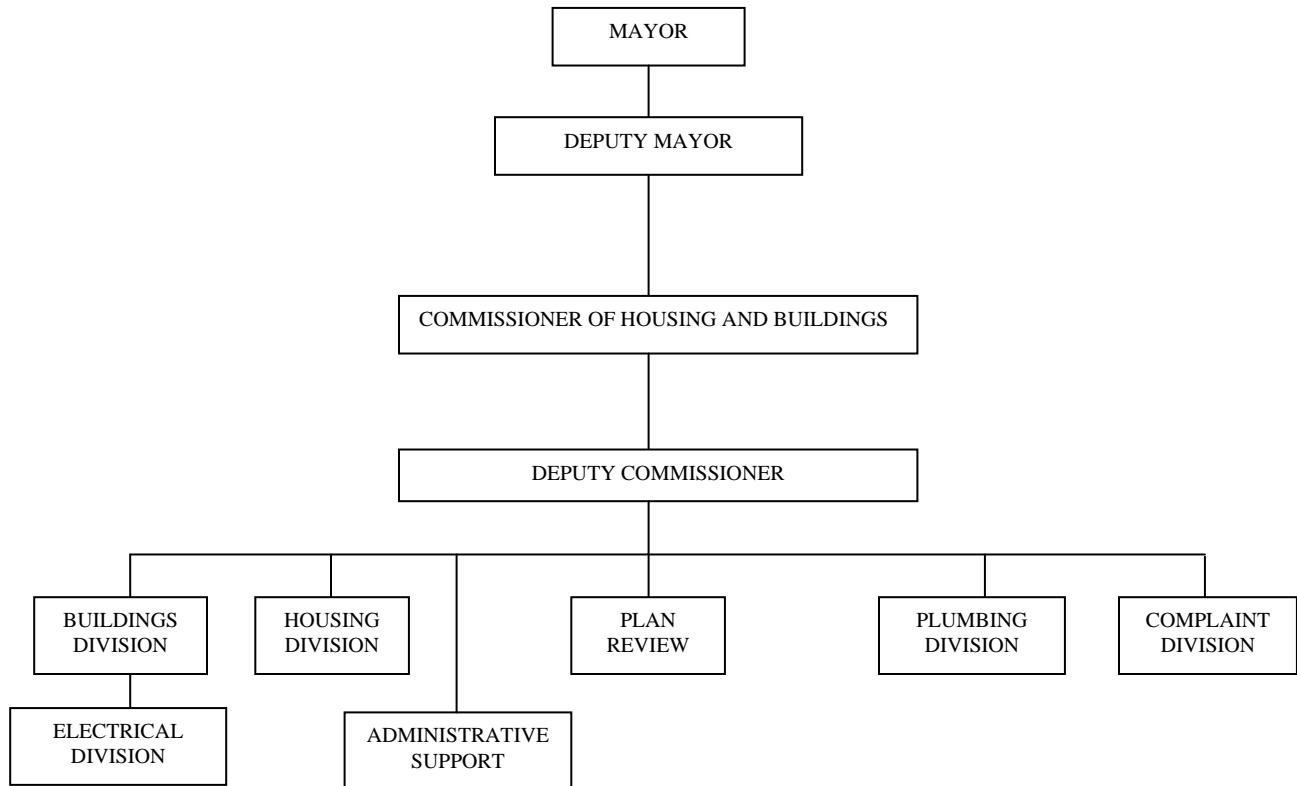 MAYOR
DEPUTY MAYOR
COMMISSIONER OF HOUSING AND BUILDINGS
DEPUTY COMMISSIONER
BUILDINGS
DIVISION
HOUSING
DIVISION
PLAN
REVIEW
PLUMBING
DIVISION
COMPLAINT
DIVISION
ELECTRICAL
DIVISION
ADMINISTRATIVE
SUPPORT